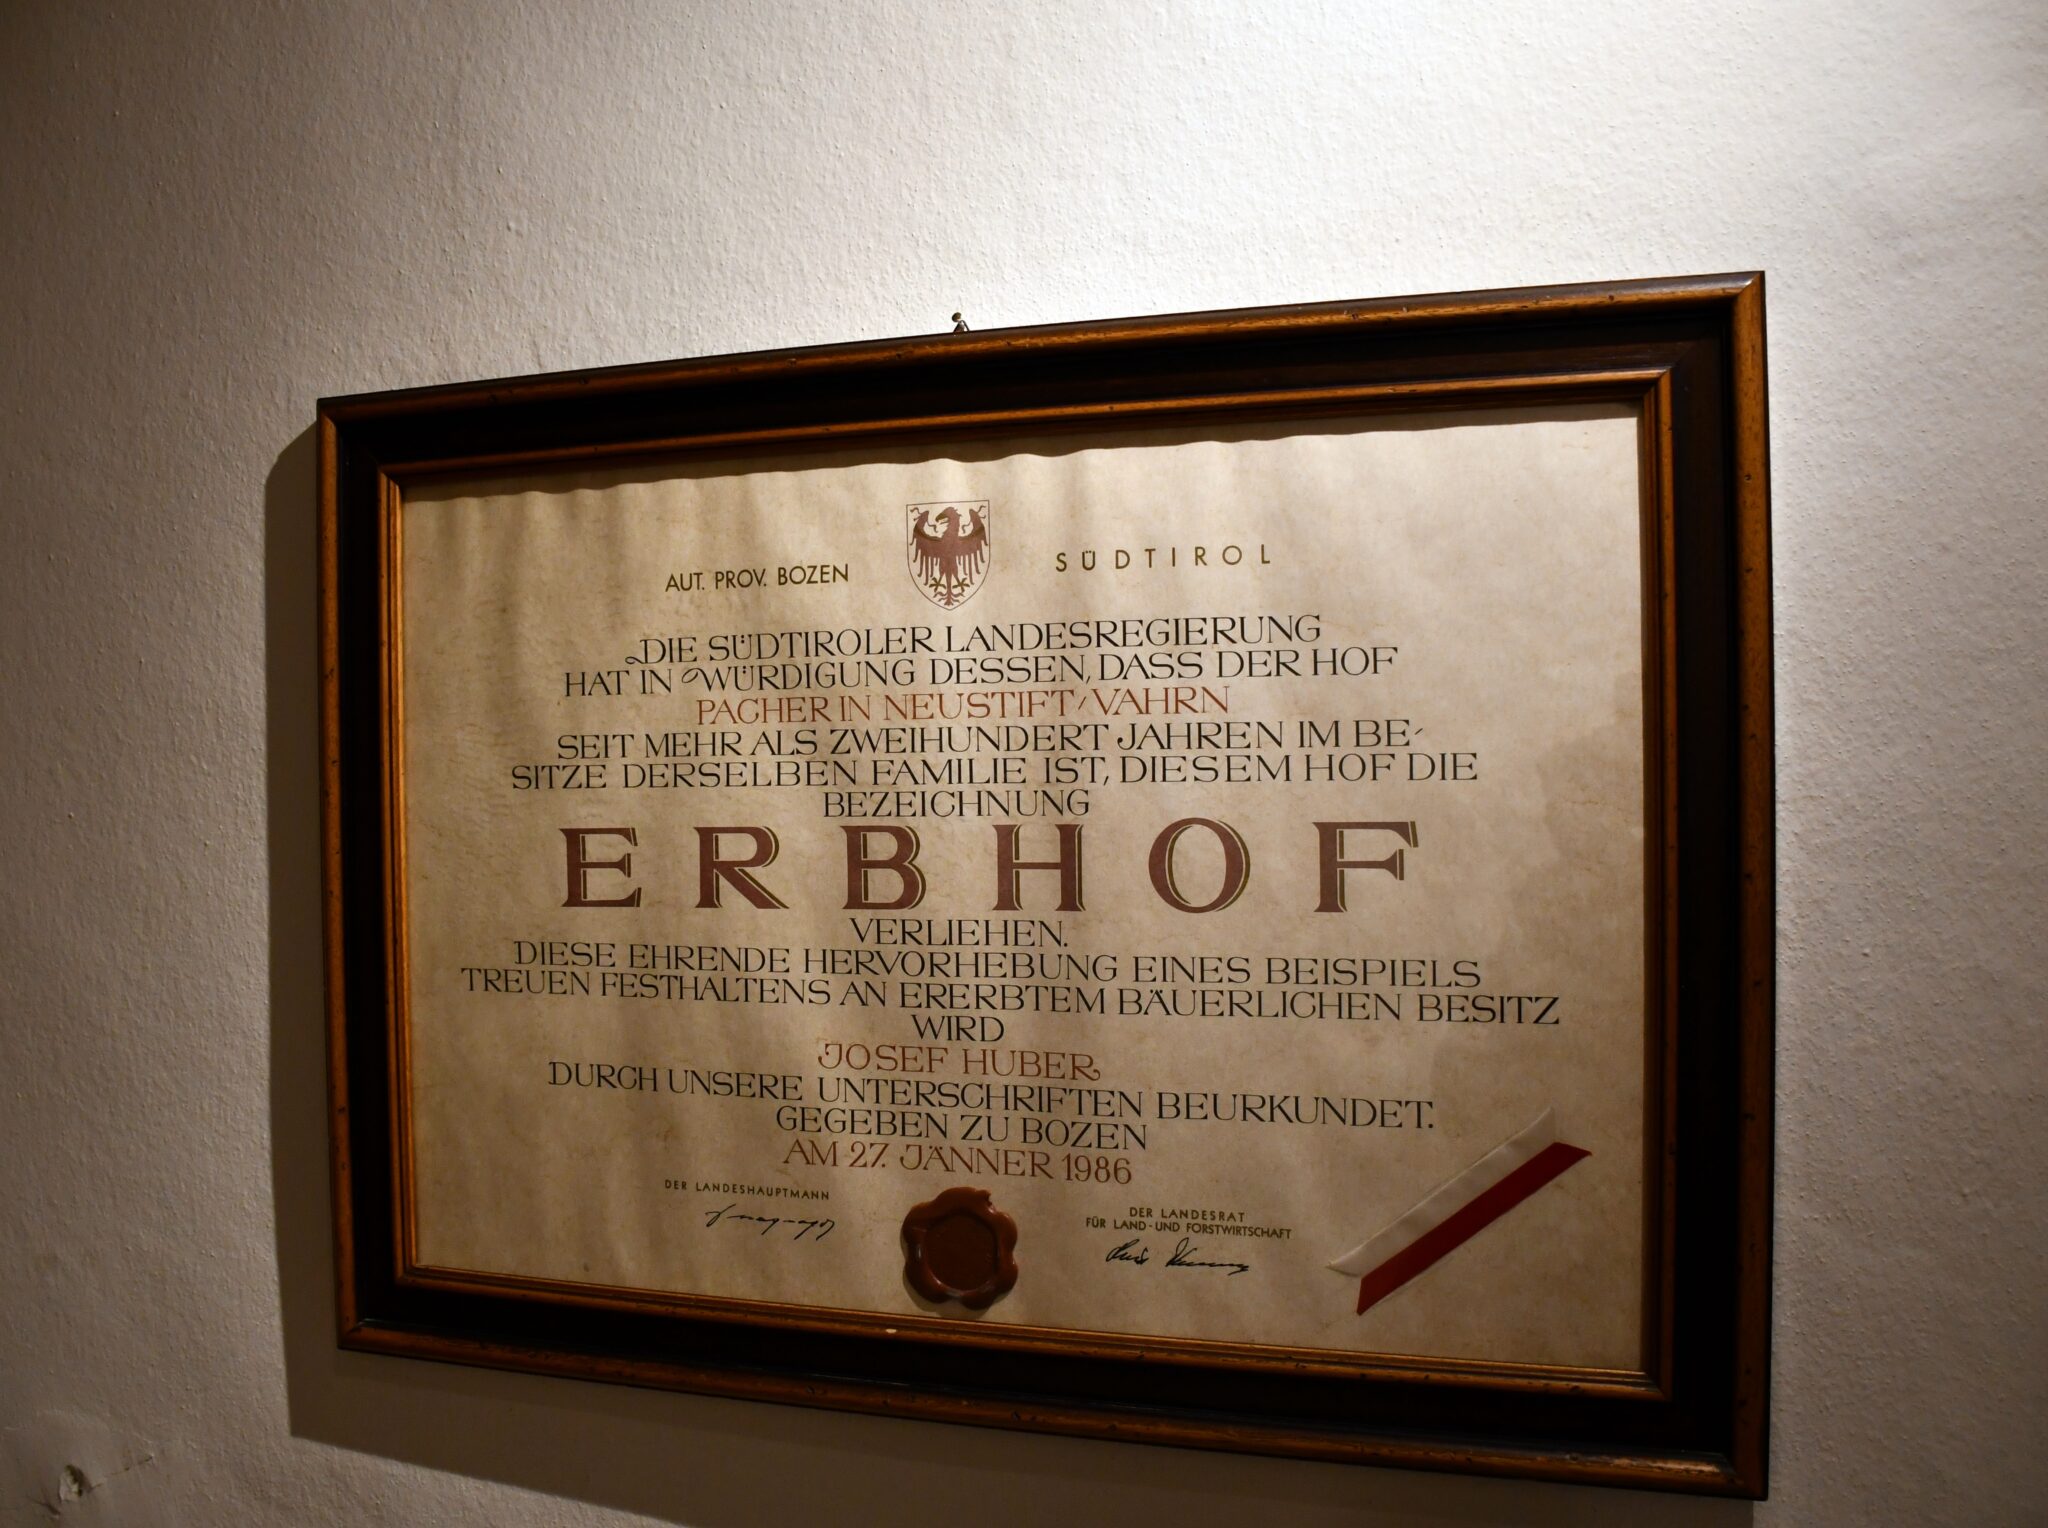 AUT. PROV. BOZEN SÜDTIROL
DIE SÜDTIROLER LANDESREGIERUNG
HAT IN WÜRDIGUNG DESSEN, DASS DER HOF
PACHER IN NEUSTIFT/VAHRN
SEIT MEHR ALS ZWEIHUNDERT JAHREN IM BE-
SITZE DERSELBEN FAMILIE IST, DIESEM HOF DIE
BEZEICHNUNG
ERBHOF
VERLIEHEN.
DIESE EHRENDE HERVORHEBUNG EINES BEISPIELS
TREUEN FESTHALTENS AN ERERBTEM BÄUERLICHEN BESITZ
WIRD
JOSEF HUBER
DURCH UNSERE UNTERSCHRIFTEN BEURKUNDET.
GEGEBEN ZU BOZEN
AM 27. JÄNNER 1986
DER LANDESHAUPTMANN
DER LANDESRAT
FÜR LAND- UND FORSTWIRTSCHAFT